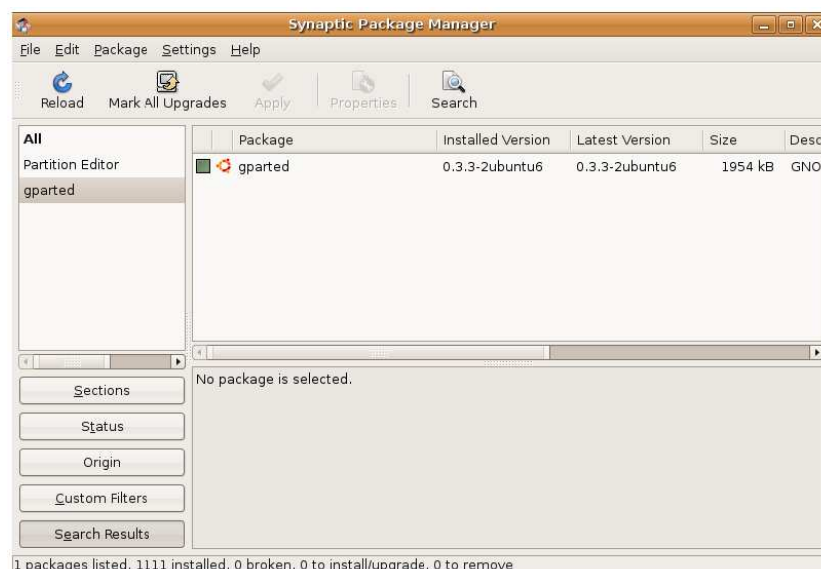 Synaptic Package Manager
File Edit Package Settings Help
Reload Mark All Upgrades Apply Properties Search
All
Partition Editor
gparted
Package Installed Version Latest Version Size Desc
gparted 0.3.3-2ubuntu6 0.3.3-2ubuntu6 1954 kB GNO
Sections
Status
Origin
Custom Filters
Search Results
No package is selected.
1 packages listed, 1111 installed, 0 broken. 0 to install/upgrade, 0 to remove